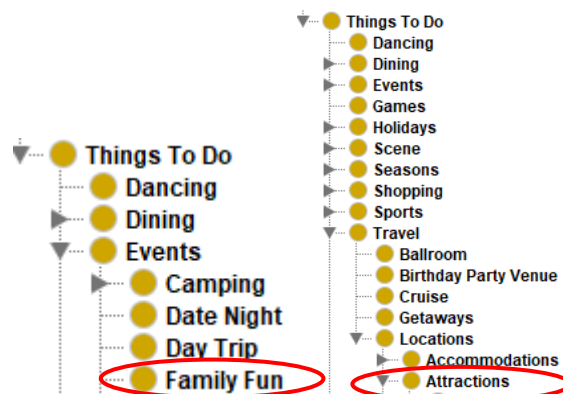 Things To Do
Dancing
Dining
Events
Camping
Date Night
Day Trip
Family Fun
Things To Do
Dancing
Dining
Events
Games
Holidays
Scene
Seasons
Shopping
Sports
Travel
Ballroom
Birthday Party Venue
Cruise
Getaways
Locations
Accommodations
Attractions